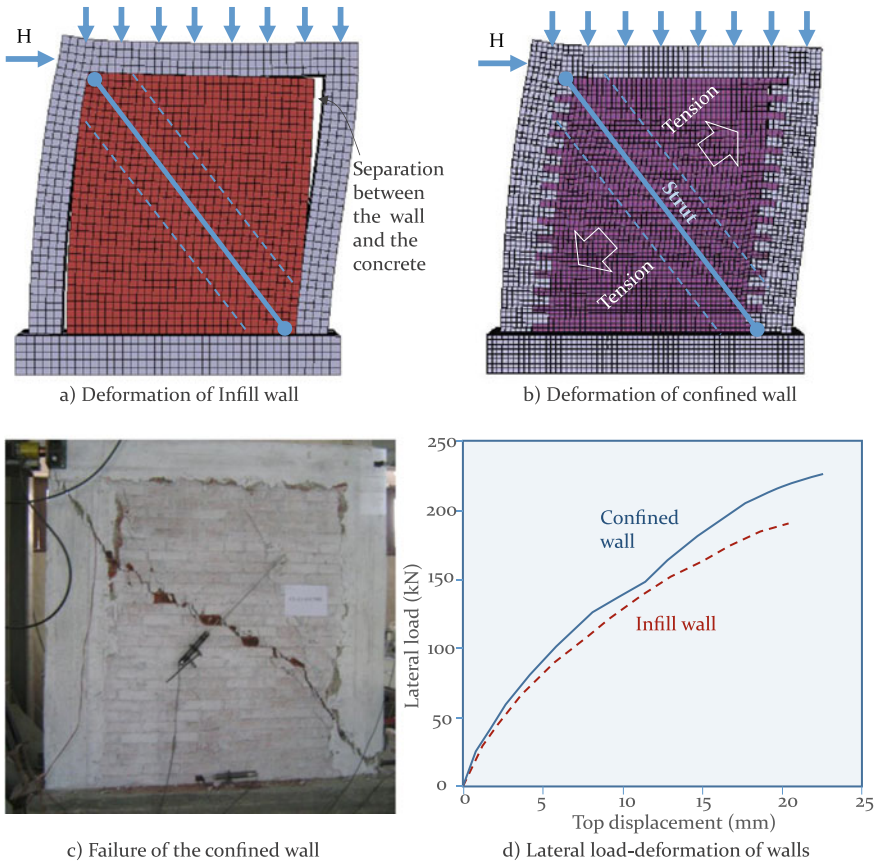 H
Separation
between
the wall
and the
concrete
a) Deformation of Infill wall
H
Tension
Strut
Tension
b) Deformation of confined wall
c) Failure of the confined wall
250
200
150
100
50
0
Lateral load (kN)
Confined
wall
Infill wall
0
5
10
15
20
25
Top displacement (mm)
d) Lateral load-deformation of walls